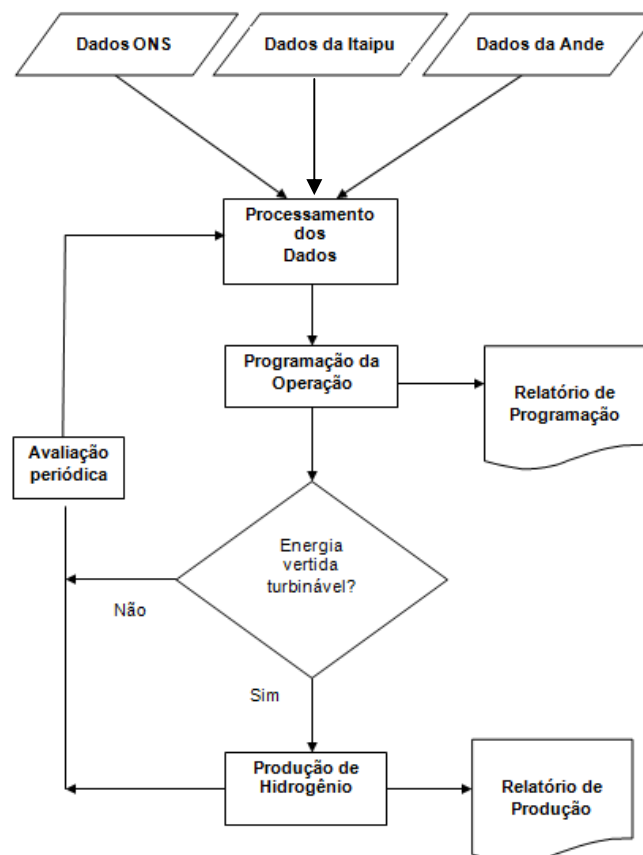 Dados ONS
Dados da Itaipu
Dados da Ande
Processamento
dos
Dados
Programação da
Operação
Relatório de
Programação
Avaliação
periódica
Energia
vertida
turbinável?
Não
Sim
Produção de
Hidrogênio
Relatório de
Produção